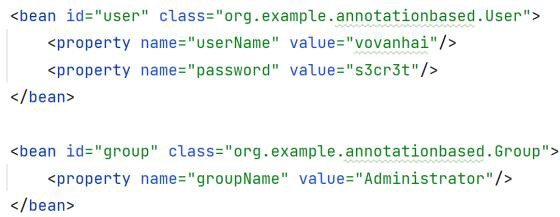 <bean id="user" class="org.example.annotationbased.User">
    <property name="userName" value="vovanhai"/>
    <property name="password" value="s3cr3t"/>
</bean>

<bean id="group" class="org.example.annotationbased.Group">
    <property name="groupName" value="Administrator"/>
</bean>